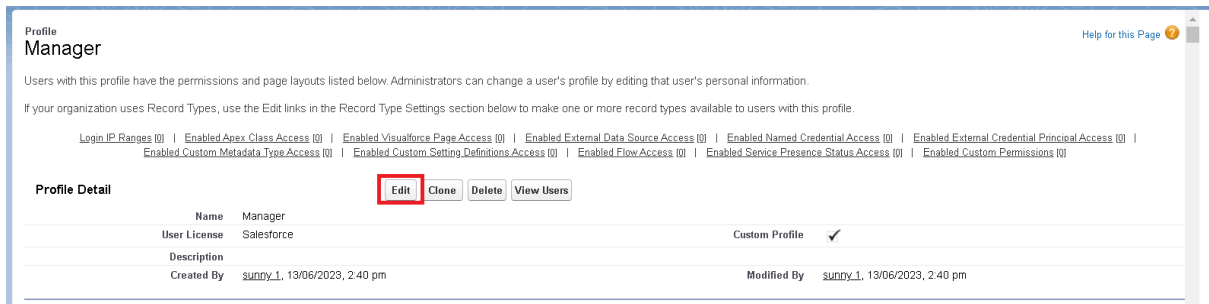 Profile
Manager
Help for this Page
Users with this profile have the permissions and page layouts listed below. Administrators can change a user's profile by editing that user's personal information.
If your organization uses Record Types, use the Edit links in the Record Type Settings section below to make one or more record types available to users with this profile.
Login IP Ranges [0] | Enabled Apex Class Access [0] | Enabled Visualforce Page Access [0] | Enabled External Data Source Access [0] | Enabled Named Credential Access [0] | Enabled External Credential Principal Access [0] |
Enabled Custom Metadata Type Access [0] | Enabled Custom Setting Definitions Access [0] | Enabled Flow Access [0] | Enabled Service Presence Status Access [0] | Enabled Custom Permissions [0]
Profile Detail Edit Clone Delete View Users
Name Manager
User License Salesforce Custom Profile
Description
Created By sunny 1, 13/06/2023, 2:40 pm Modified By sunny 1, 13/06/2023, 2:40 pm